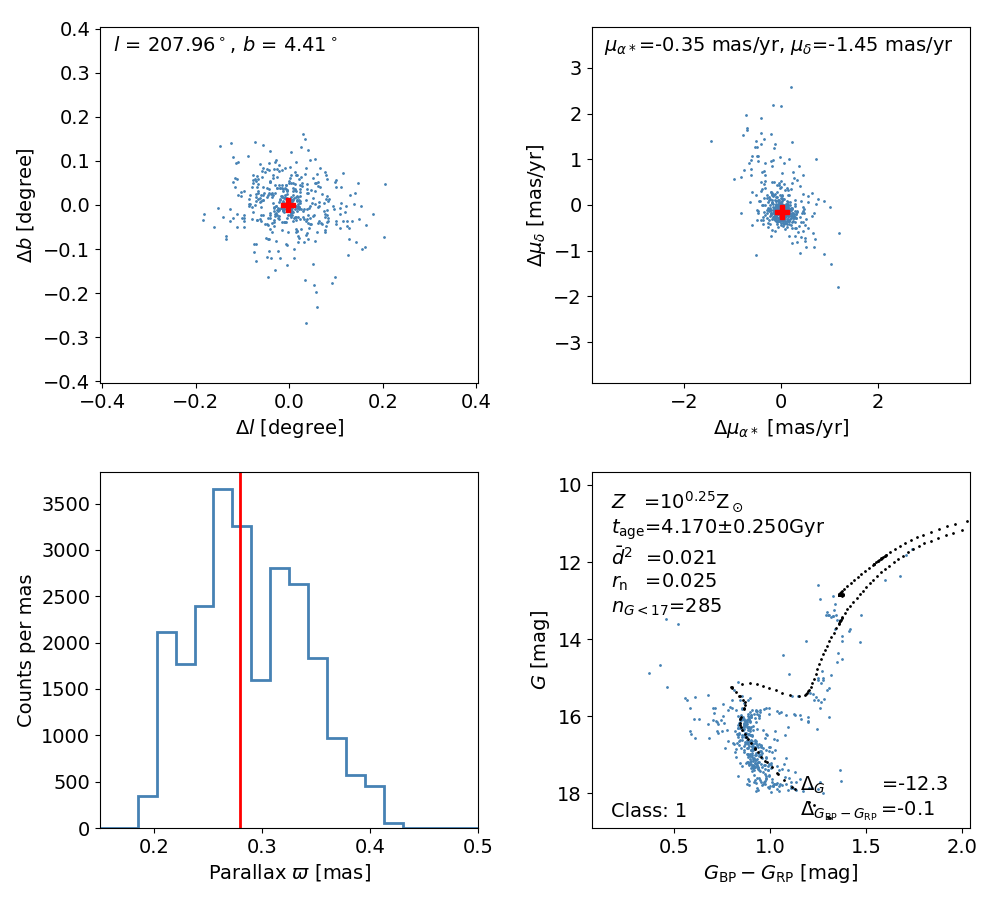 l = 207.96°, b = 4.41°
0.4
0.3
0.2
0.1
0.0
−0.1
−0.2
−0.3
−0.4
Δb [degree]
−0.4
−0.2
0.0
0.2
0.4
Δl [degree]
μα*=-0.35 mas/yr, μδ=-1.45 mas/yr
3
2
1
0
−1
−2
−3
Δμδ [mas/yr]
−2
0
2
Δμα* [mas/yr]
3500
3000
2500
2000
1500
1000
500
0
Counts per mas
0.2
0.3
0.4
0.5
Parallax ϖ [mas]
10
12
14
16
18
G [mag]
Z =10^0.25Z⊙
t_age=4.170±0.250Gyr
d̄² =0.021
r_n =0.025
n_G<17=285
Δ_G =-12.3
Class: 1
Δ_GBP−GRP =-0.1
0.5
1.0
1.5
2.0
GBP − GRP [mag]